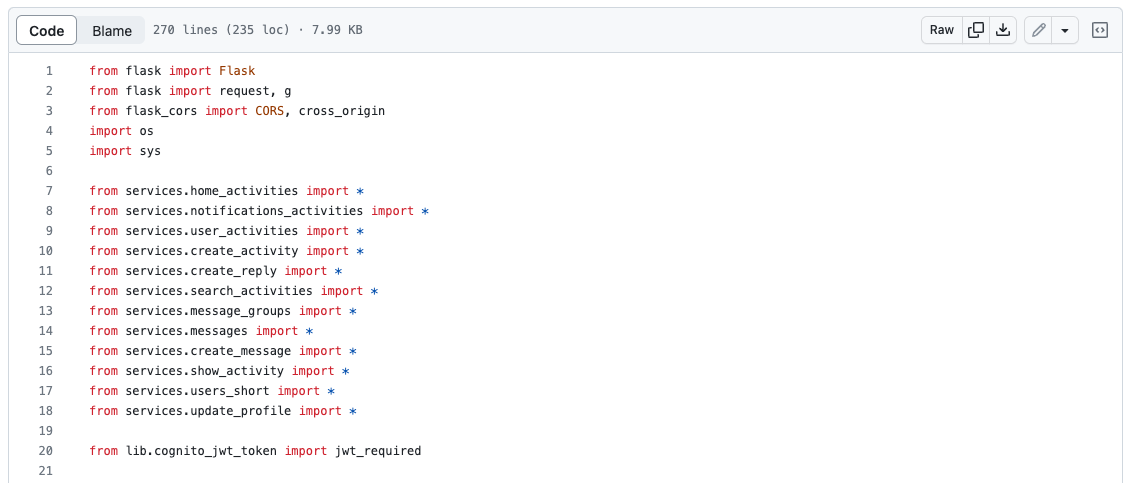 Code Blame 270 lines (235 loc) · 7.99 KB Raw
1 from flask import Flask
2 from flask import request, g
3 from flask_cors import CORS, cross_origin
4 import os
5 import sys
6
7 from services.home_activities import *
8 from services.notifications_activities import *
9 from services.user_activities import *
10 from services.create_activity import *
11 from services.create_reply import *
12 from services.search_activities import *
13 from services.message_groups import *
14 from services.messages import *
15 from services.create_message import *
16 from services.show_activity import *
17 from services.users_short import *
18 from services.update_profile import *
19
20 from lib.cognito_jwt_token import jwt_required
21